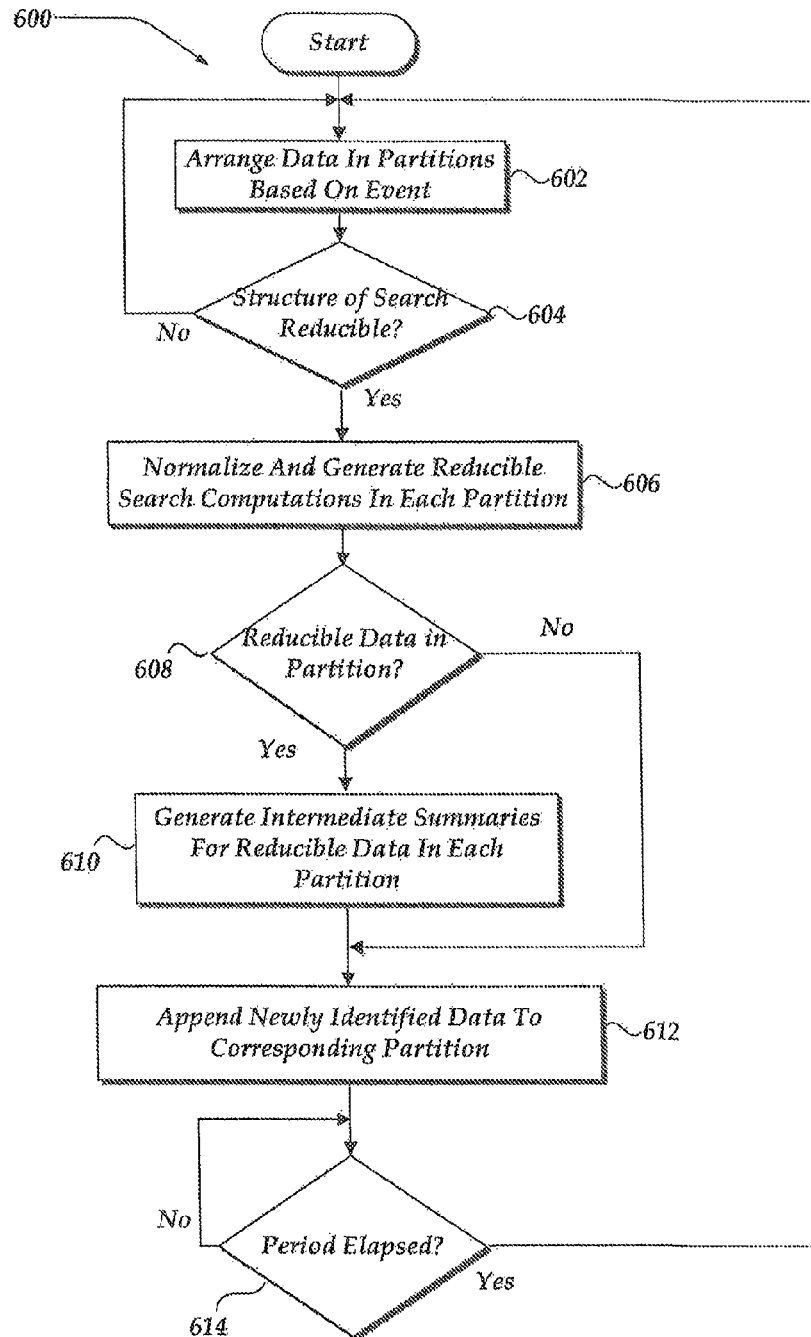 600
Start
Arrange Data In Partitions
Based On Event
602
Structure of Search
Reducible?
604
No
Yes
Normalize And Generate Reducible
Search Computations In Each Partition
606
Reducible Data in
Partition?
608
No
Yes
Generate Intermediate Summaries
For Reducible Data In Each
Partition
610
Append Newly Identified Data To
Corresponding Partition
612
No
Period Elapsed?
Yes
614